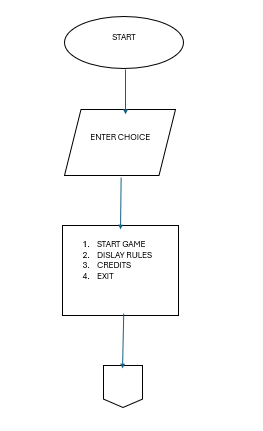 START
ENTER CHOICE
1. START GAME
2. DISLAY RULES
3. CREDITS
4. EXIT